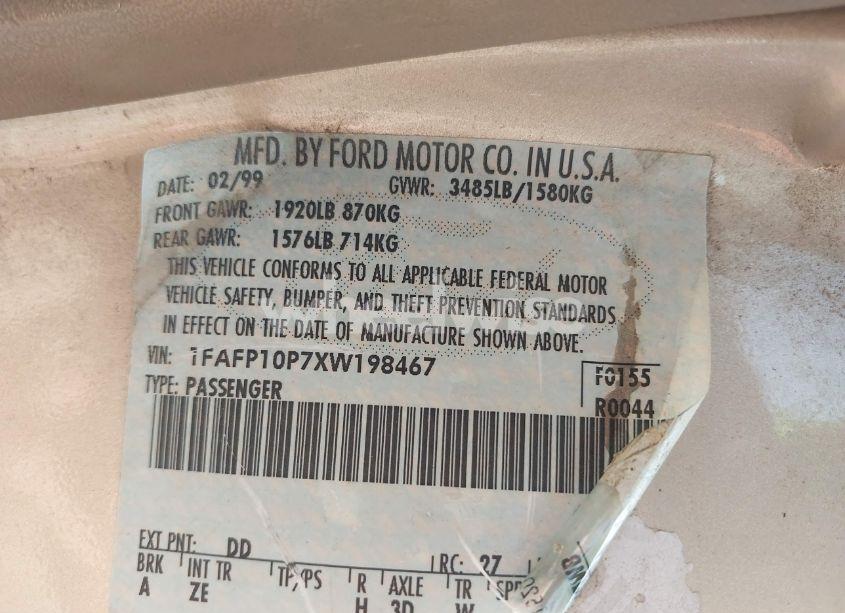 MFD. BY FORD MOTOR CO. IN U.S.A.
DATE: 02/99 GVWR: 3485LB/1580KG
FRONT GAWR: 1920LB 870KG
REAR GAWR: 1576LB 714KG
THIS VEHICLE CONFORMS TO ALL APPLICABLE FEDERAL MOTOR
VEHICLE SAFETY, BUMPER, AND THEFT PREVENTION STANDARDS
IN EFFECT ON THE DATE OF MANUFACTURE SHOWN ABOVE.
VIN: 1FAFP10P7XW198467
F0155
TYPE: PASSENGER
R0044
EXT PNT: DD RC: 27
BRK INT TR TP/PS R AXLE TR
A ZE H 3D W